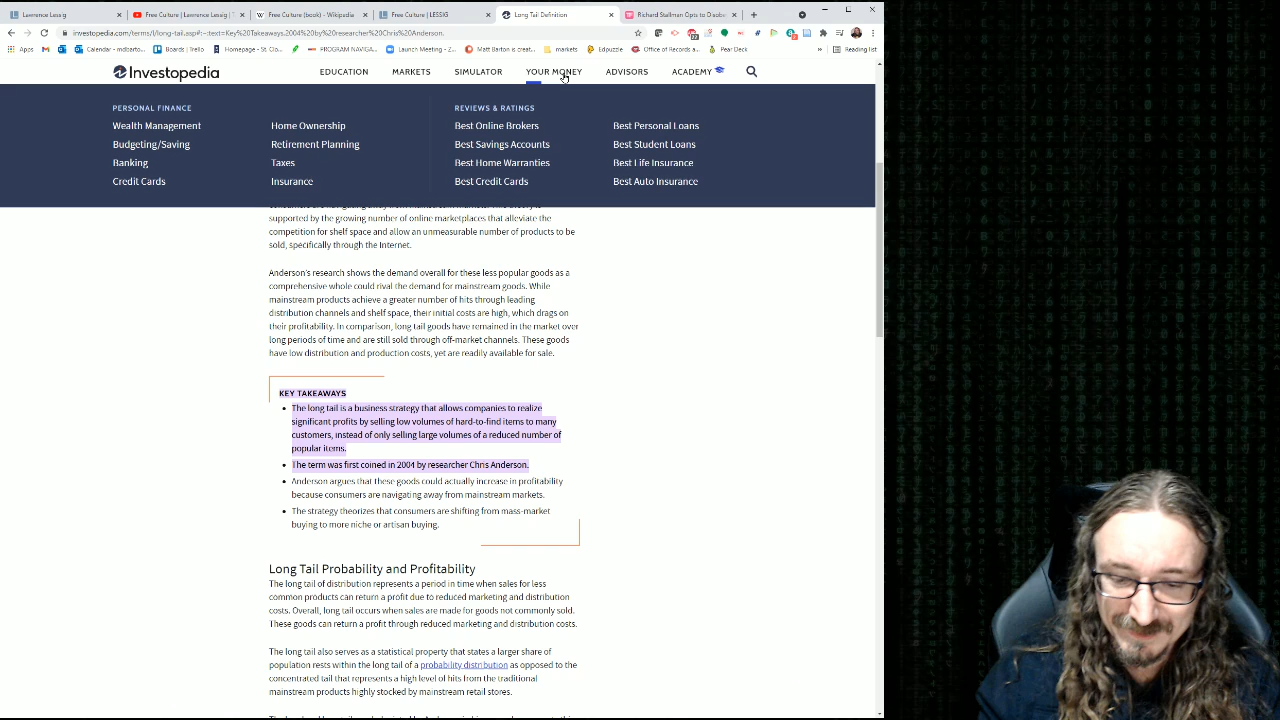 Lawrence Lessig
Free Culture | Lawrence Lessig |
Free Culture (book) - Wikipedia
Free Culture | LESSIG
Long Tail Definition
Richard Stallman Opts to Disobe
investopedia.com/terms/l/long-tail.asp#:~:text=Key%20Takeaways,2004%20by%20researcher%20Chris%20Anderson.
Apps
Calendar - mdbarto...
Boards | Trello
Homepage - St. Clo...
PROGRAM NAVIGA...
Launch Meeting - Z...
Matt Barton is creat...
markets
Edpuzzle
Office of Records a...
Pear Deck
Reading list
Investopedia
EDUCATION
MARKETS
SIMULATOR
YOUR MONEY
ADVISORS
ACADEMY
PERSONAL FINANCE
Wealth Management
Home Ownership
Budgeting/Saving
Retirement Planning
Banking
Taxes
Credit Cards
Insurance
REVIEWS & RATINGS
Best Online Brokers
Best Personal Loans
Best Savings Accounts
Best Student Loans
Best Home Warranties
Best Life Insurance
Best Credit Cards
Best Auto Insurance
supported by the growing number of online marketplaces that alleviate the
competition for shelf space and allow an unmeasurable number of products to be
sold, specifically through the Internet.
Anderson's research shows the demand overall for these less popular goods as a
comprehensive whole could rival the demand for mainstream goods. While
mainstream products achieve a greater number of hits through leading
distribution channels and shelf space, their initial costs are high, which drags on
their profitability. In comparison, long tail goods have remained in the market over
long periods of time and are still sold through off-market channels. These goods
have low distribution and production costs, yet are readily available for sale.
KEY TAKEAWAYS
• The long tail is a business strategy that allows companies to realize
significant profits by selling low volumes of hard-to-find items to many
customers, instead of only selling large volumes of a reduced number of
popular items.
• The term was first coined in 2004 by researcher Chris Anderson.
• Anderson argues that these goods could actually increase in profitability
because consumers are navigating away from mainstream markets.
• The strategy theorizes that consumers are shifting from mass-market
buying to more niche or artisan buying.
Long Tail Probability and Profitability
The long tail of distribution represents a period in time when sales for less
common products can return a profit due to reduced marketing and distribution
costs. Overall, long tail occurs when sales are made for goods not commonly sold.
These goods can return a profit through reduced marketing and distribution costs.
The long tail also serves as a statistical property that states a larger share of
population rests within the long tail of a probability distribution as opposed to the
concentrated tail that represents a high level of hits from the traditional
mainstream products highly stocked by mainstream retail stores.